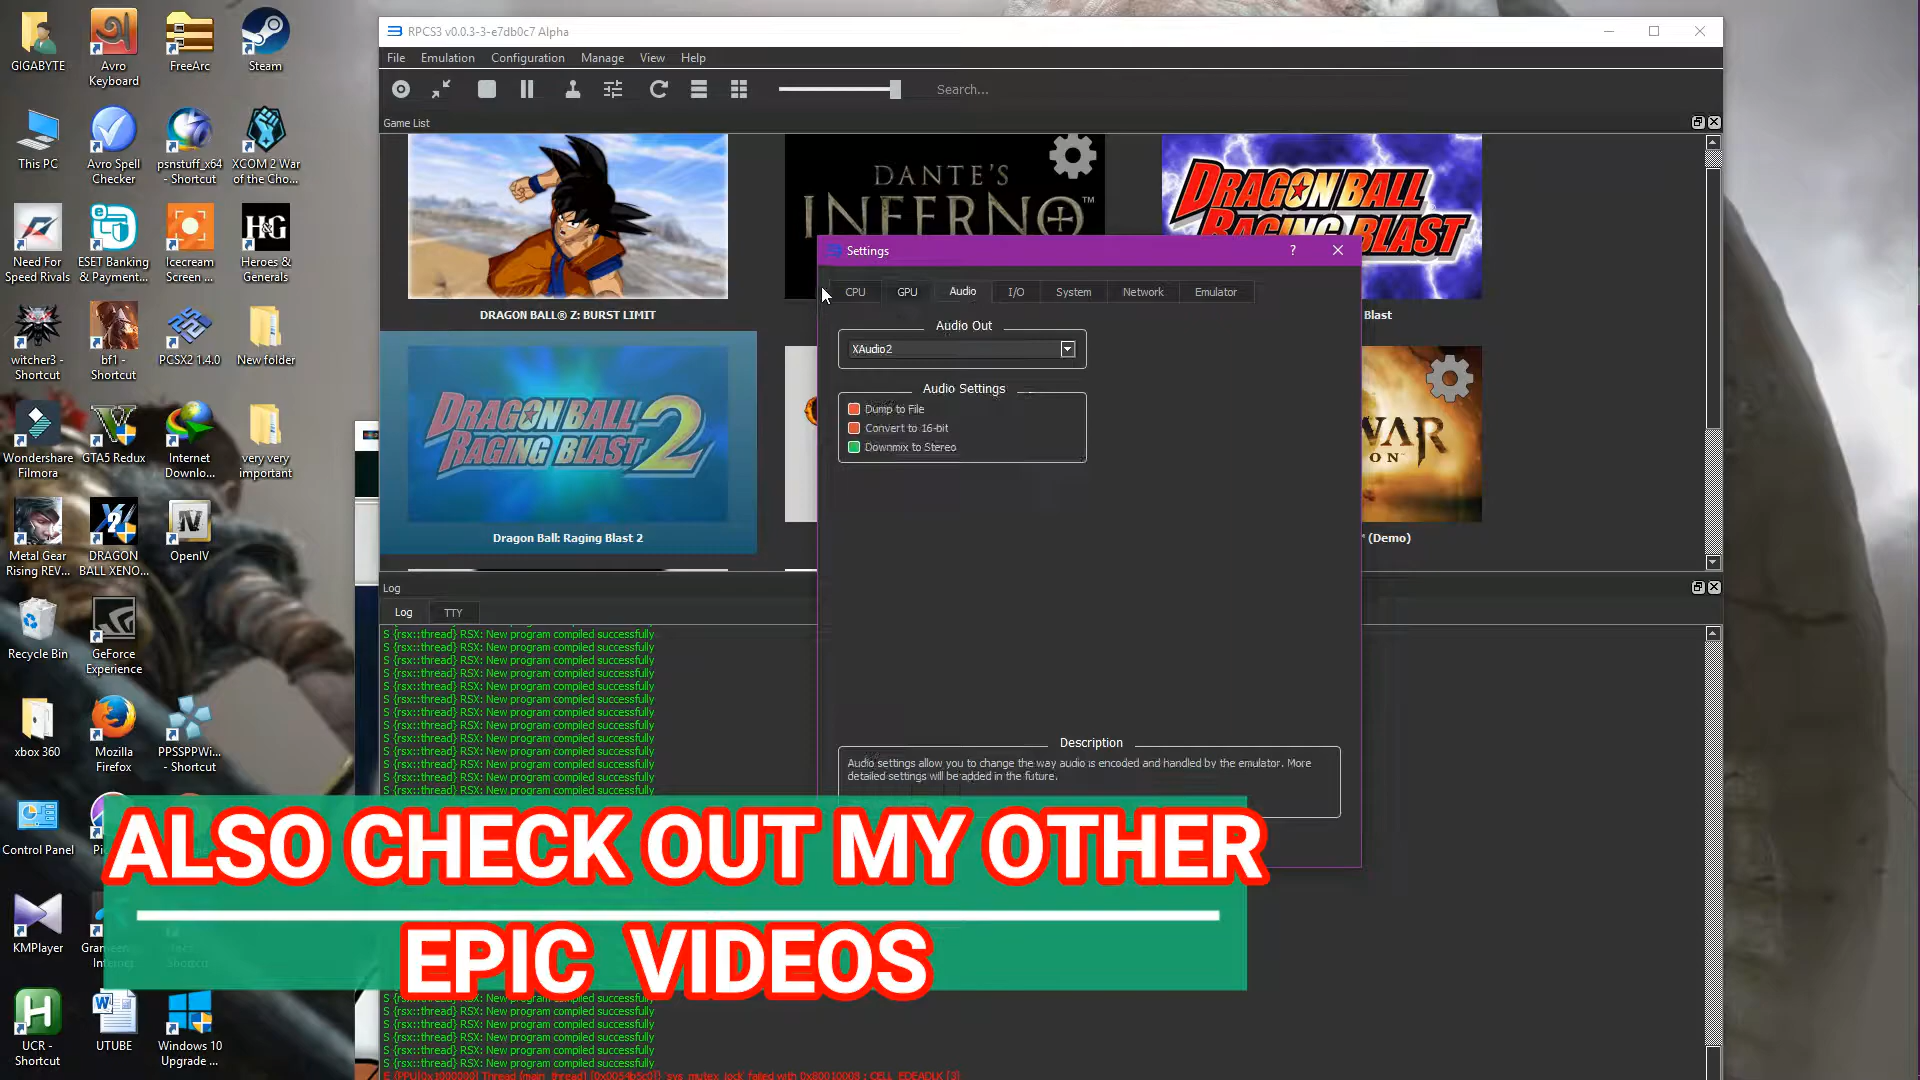 RPCS3 v0.0.3-3-e7db0c7 Alpha
File Emulation Configuration Manage View Help
Search...
Game List
DANTE'S
INFERNO™
DRAGON BALL
RAGING BLAST
DRAGON BALL® Z: BURST LIMIT
Blast
DRAGON BALL
RAGING BLAST 2
Dragon Ball: Raging Blast 2
(Demo)
Settings
?
CPU GPU Audio I/O System Network Emulator
Audio Out
XAudio2
Audio Settings
Dump to File
Convert to 16-bit
Downmix to Stereo
Description
Audio settings allow you to change the way audio is encoded and handled by the emulator. More
detailed settings will be added in the future.
Log
Log TTY
S {rsx::thread} RSX: New program compiled successfully
S {rsx::thread} RSX: New program compiled successfully
S {rsx::thread} RSX: New program compiled successfully
S {rsx::thread} RSX: New program compiled successfully
S {rsx::thread} RSX: New program compiled successfully
S {rsx::thread} RSX: New program compiled successfully
S {rsx::thread} RSX: New program compiled successfully
S {rsx::thread} RSX: New program compiled successfully
S {rsx::thread} RSX: New program compiled successfully
S {rsx::thread} RSX: New program compiled successfully
S {rsx::thread} RSX: New program compiled successfully
S {rsx::thread} RSX: New program compiled successfully
S {rsx::thread} RSX: New program compiled successfully
ALSO CHECK OUT MY OTHER
EPIC VIDEOS
S {rsx::thread} RSX: New program compiled successfully
S {rsx::thread} RSX: New program compiled successfully
S {rsx::thread} RSX: New program compiled successfully
S {rsx::thread} RSX: New program compiled successfully
S {rsx::thread} RSX: New program compiled successfully
S {rsx::thread} RSX: New program compiled successfully
GIGABYTE
Avro
Keyboard
FreeArc
Steam
This PC
Avro Spell
Checker
psnstuff_x64
- Shortcut
XCOM 2 War
of the Cho...
Need For
Speed Rivals
ESET Banking
& Payment...
Icecream
Screen ...
Heroes &
Generals
witcher3 -
Shortcut
bf1 -
Shortcut
PCSX2 1.4.0
New folder
Wondershare
Filmora
GTA5 Redux
Internet
Downlo...
very very
important
Metal Gear
Rising REV...
DRAGON
BALL XENO...
OpenIV
Recycle Bin
GeForce
Experience
xbox 360
Mozilla
Firefox
PPSSPPWi...
- Shortcut
Control Panel
KMPlayer
UCR -
Shortcut
UTUBE
Windows 10
Upgrade ...